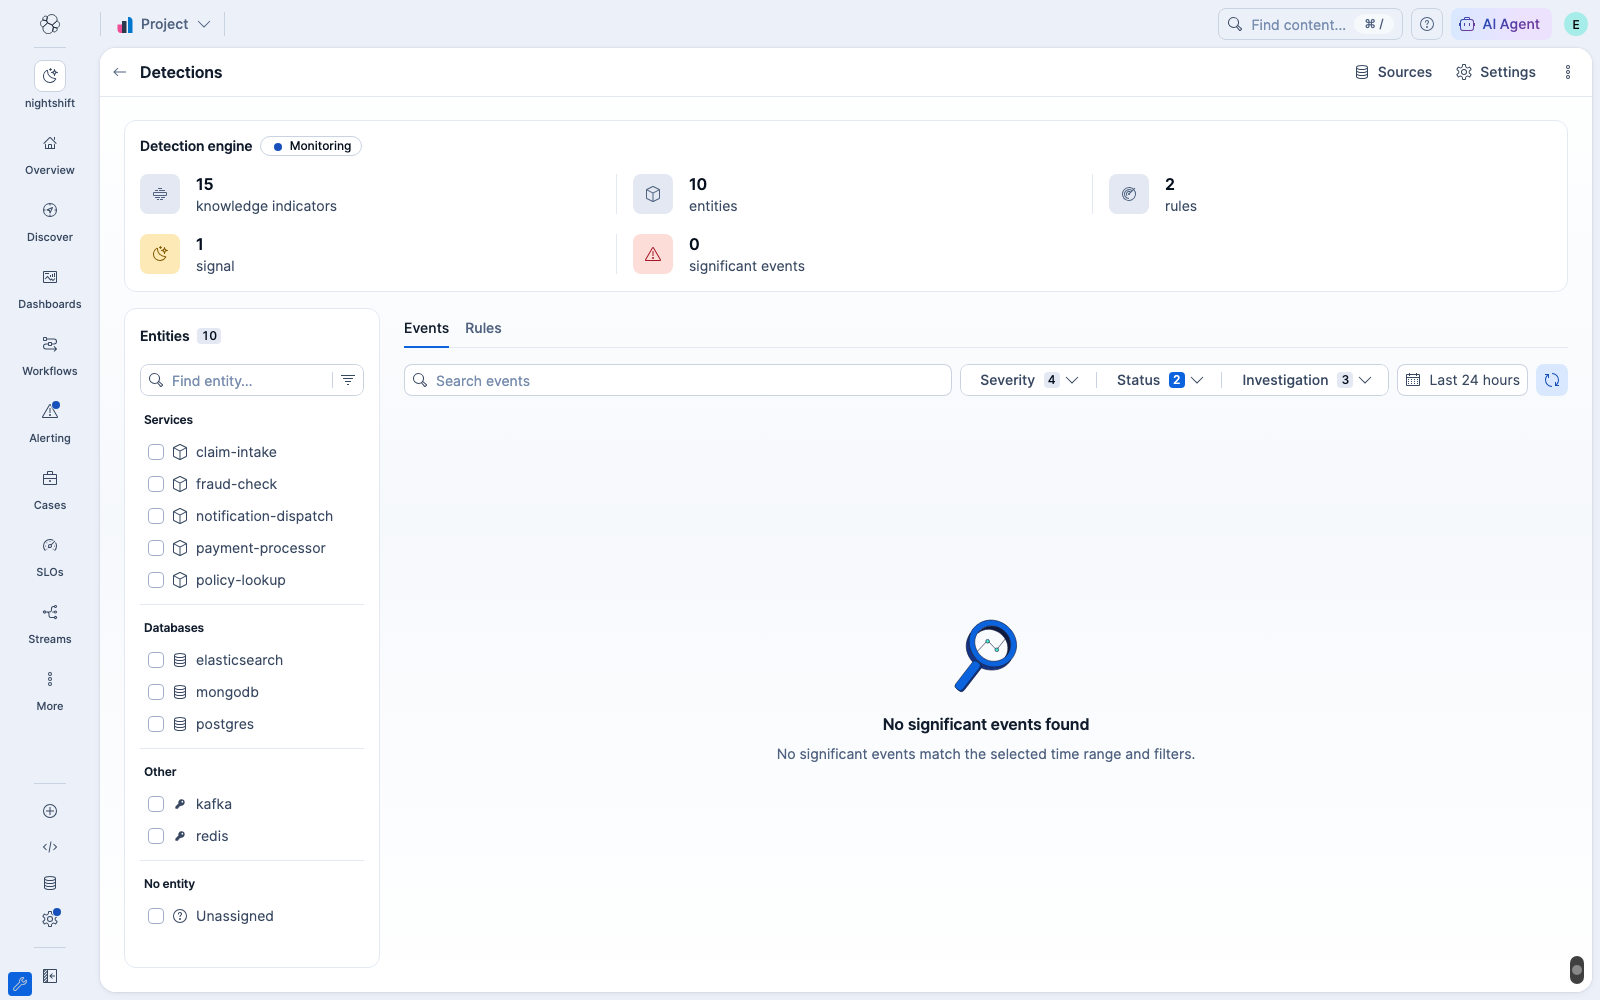 Project
Find content... ⌘ /
AI Agent
E
nightshift
Overview
Discover
Dashboards
Workflows
Alerting
Cases
SLOs
Streams
More
Detections
Sources
Settings
Detection engine
Monitoring
15
knowledge indicators
10
entities
2
rules
1
signal
0
significant events
Entities 10
Find entity...
Services
claim-intake
fraud-check
notification-dispatch
payment-processor
policy-lookup
Databases
elasticsearch
mongodb
postgres
Other
kafka
redis
No entity
Unassigned
Events Rules
Search events
Severity 4
Status 2
Investigation 3
Last 24 hours
No significant events found
No significant events match the selected time range and filters.